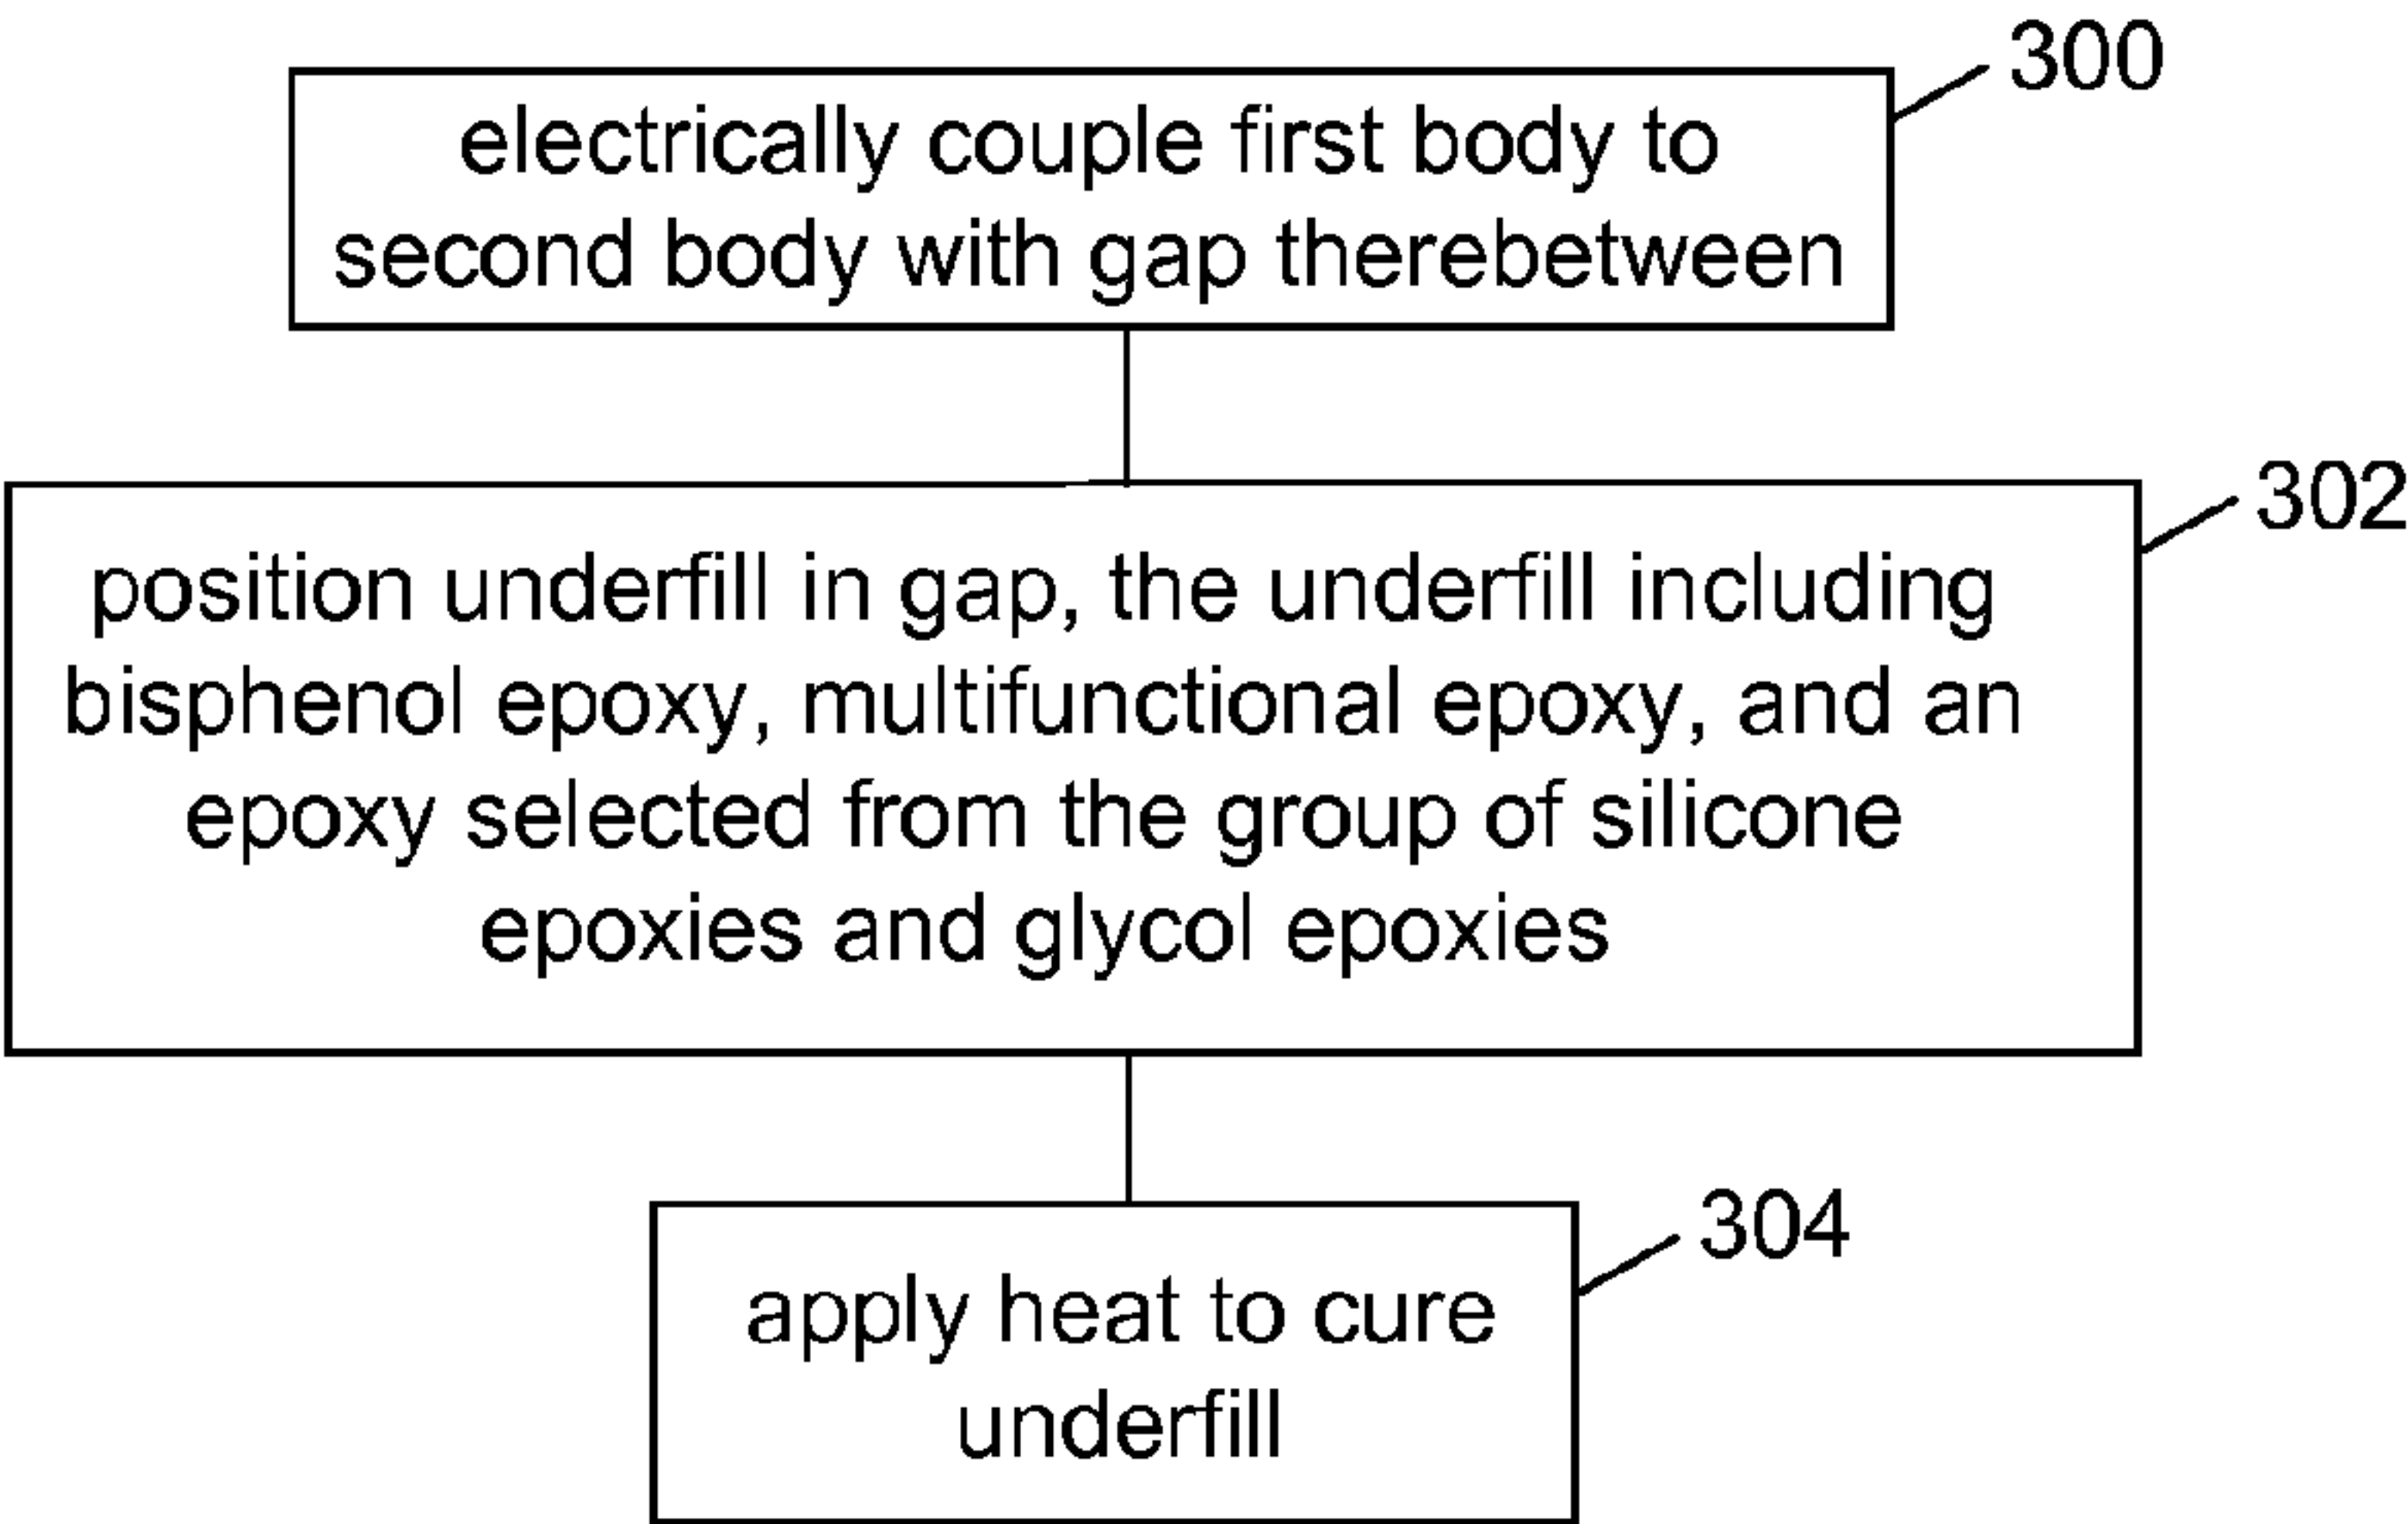 300
electrically couple first body to
second body with gap therebetween
302
position underfill in gap, the underfill including
bisphenol epoxy, multifunctional epoxy, and an
epoxy selected from the group of silicone
epoxies and glycol epoxies
304
apply heat to cure
underfill